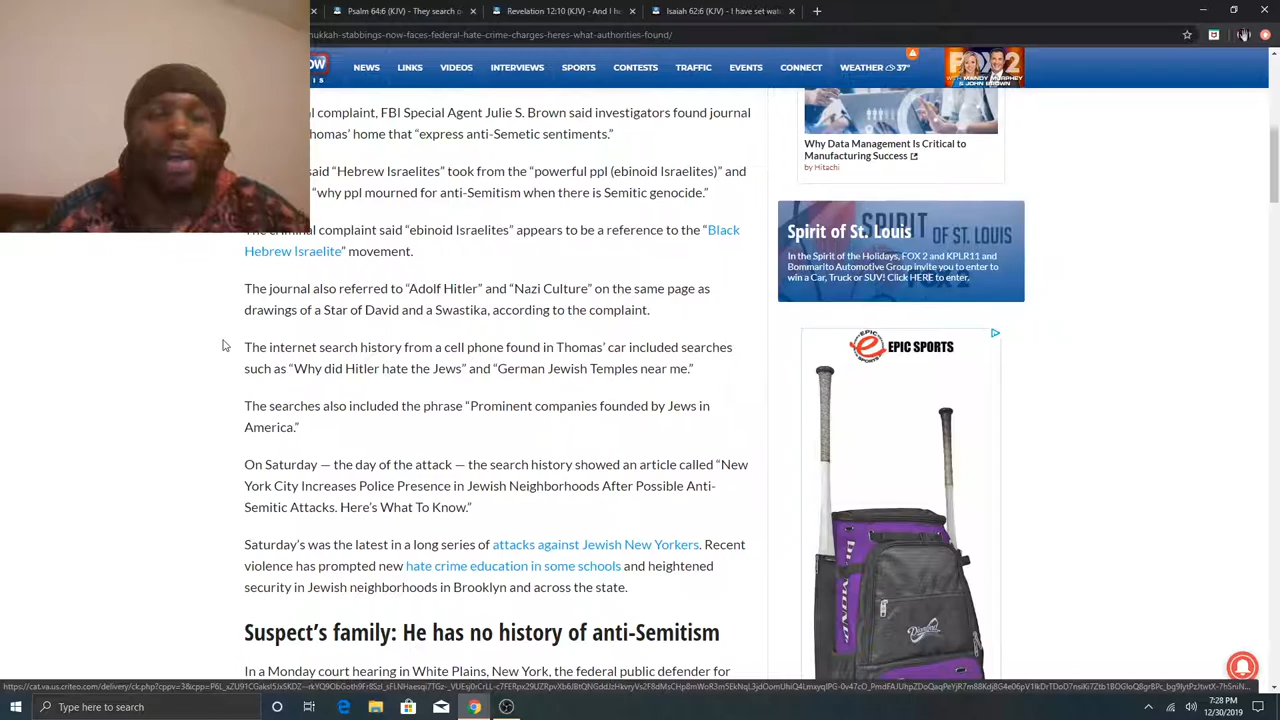 Psalm 64:6 (KJV) - They search o
Revelation 12:10 (KJV) - And I h
Isaiah 62:6 (KJV) - I have set wat
nukkah-stabbings-now-faces-federal-hate-crime-charges-heres-what-authorities-found/
OW
IS
NEWS LINKS VIDEOS INTERVIEWS SPORTS CONTESTS TRAFFIC EVENTS CONNECT WEATHER 37°
FOX 2
WITH MANDY MURPHEY
& JOHN BROWN
l complaint, FBI Special Agent Julie S. Brown said investigators found journal
homas’ home that “express anti-Semetic sentiments.”
said “Hebrew Israelites” took from the “powerful ppl (ebinoid Israelites)” and
“why ppl mourned for anti-Semitism when there is Semitic genocide.”
The criminal complaint said “ebinoid Israelites” appears to be a reference to the “Black
Hebrew Israelite” movement.
The journal also referred to “Adolf Hitler” and “Nazi Culture” on the same page as
drawings of a Star of David and a Swastika, according to the complaint.
The internet search history from a cell phone found in Thomas’ car included searches
such as “Why did Hitler hate the Jews” and “German Jewish Temples near me.”
The searches also included the phrase “Prominent companies founded by Jews in
America.”
On Saturday — the day of the attack — the search history showed an article called “New
York City Increases Police Presence in Jewish Neighborhoods After Possible Anti-
Semitic Attacks. Here’s What To Know.”
Saturday’s was the latest in a long series of attacks against Jewish New Yorkers. Recent
violence has prompted new hate crime education in some schools and heightened
security in Jewish neighborhoods in Brooklyn and across the state.
Suspect’s family: He has no history of anti-Semitism
In a Monday court hearing in White Plains, New York, the federal public defender for
Why Data Management Is Critical to
Manufacturing Success
by Hitachi
SPIRIT
OF ST. LOUIS
Spirit of St. Louis
In the Spirit of the Holidays, FOX 2 and KPLR11 and
Bommarito Automotive Group invite you to enter to
win a Car, Truck or SUV! Click HERE to enter.
EPIC SPORTS
Diamond
Type here to search
7:28 PM
12/30/2019